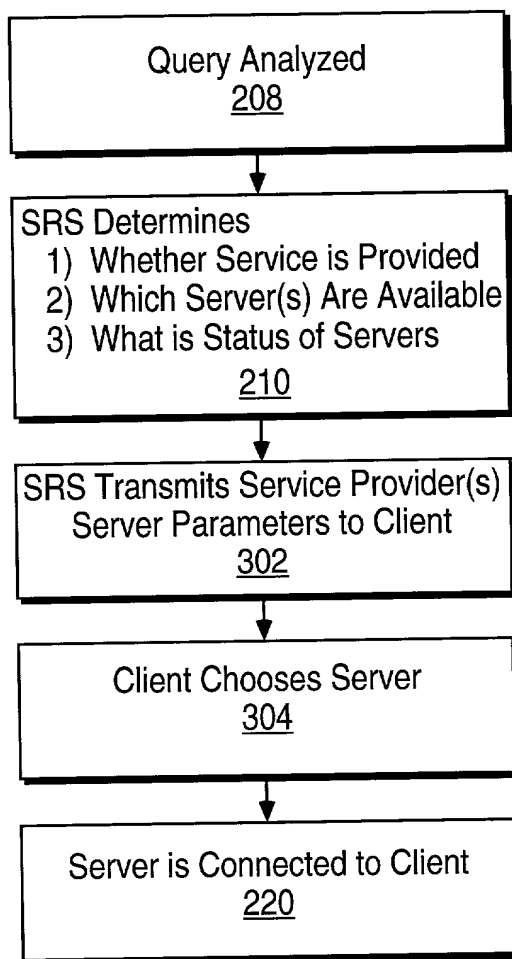 Query Analyzed
208
SRS Determines
1) Whether Service is Provided
2) Which Server(s) Are Available
3) What is Status of Servers
210
SRS Transmits Service Provider(s)
Server Parameters to Client
302
Client Chooses Server
304
Server is Connected to Client
220